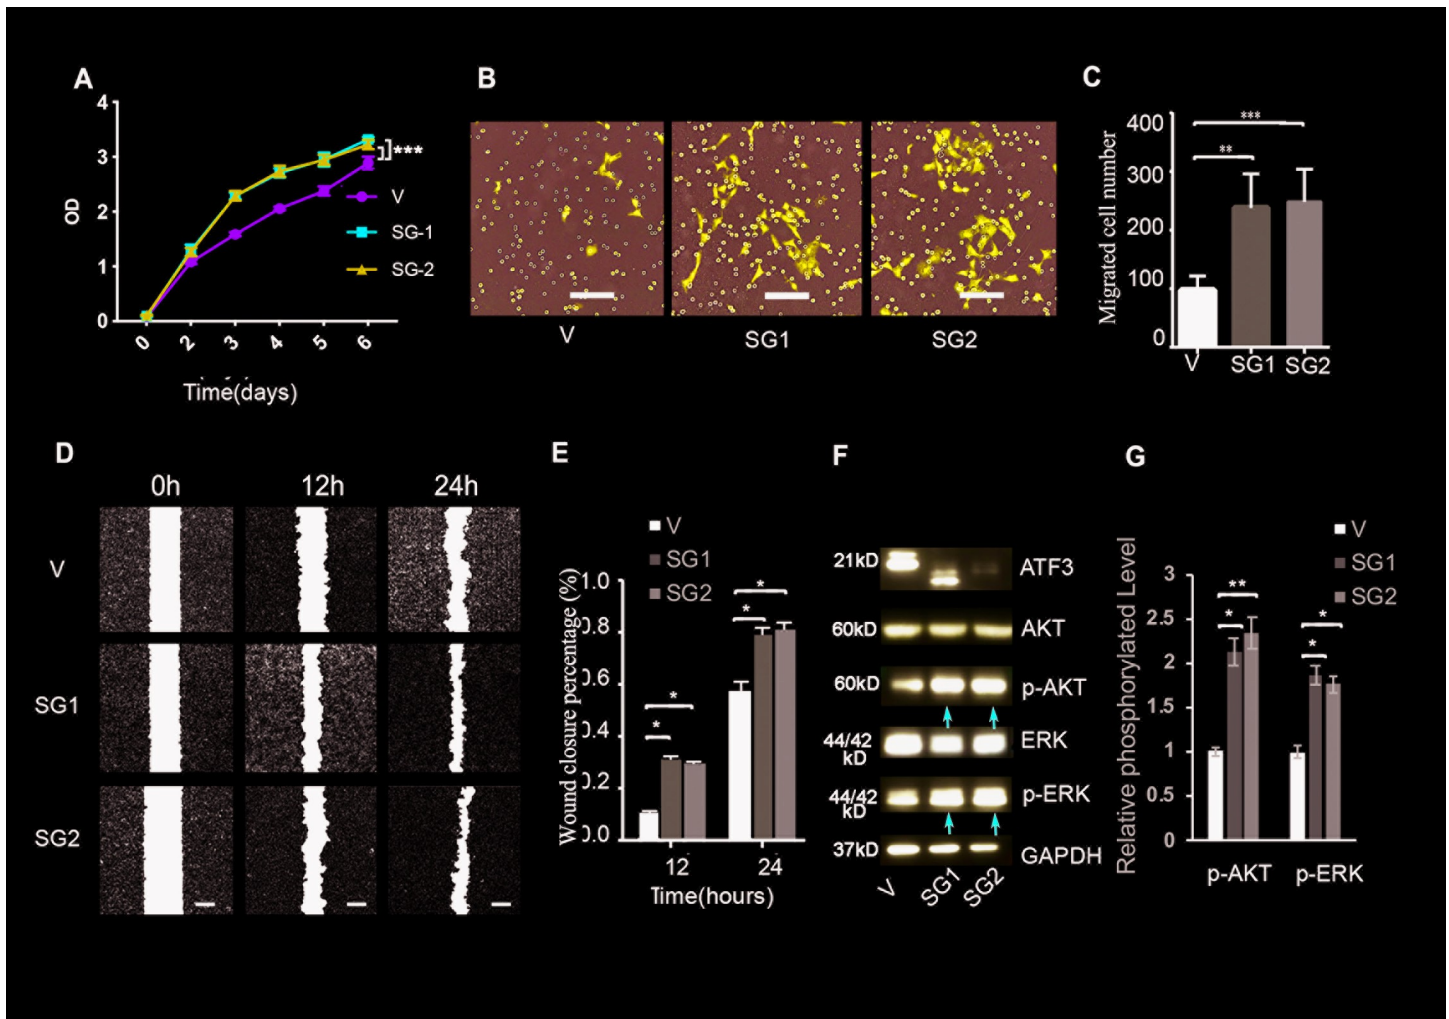 A
4
3
2
1
0
OD
***
V
SG-1
SG-2
0
2
3
4
5
6
Time(days)
B
V
SG1
SG2
C
400
300
200
100
0
Migrated cell number
***
**
V
SG1
SG2
D
0h
12h
24h
V
SG1
SG2
E
V
SG1
SG2
1.0
0.8
0.6
0.4
0.2
0.0
Wound closure percentage (%)
*
*
*
*
12
24
Time(hours)
F
21kD
ATF3
60kD
AKT
60kD
p-AKT
44/42
kD
ERK
44/42
kD
p-ERK
37kD
GAPDH
V
SG1
SG2
G
V
SG1
SG2
3
2.5
2
1.5
1
0.5
0
Relative phosphorylated Level
**
*
*
*
p-AKT
p-ERK